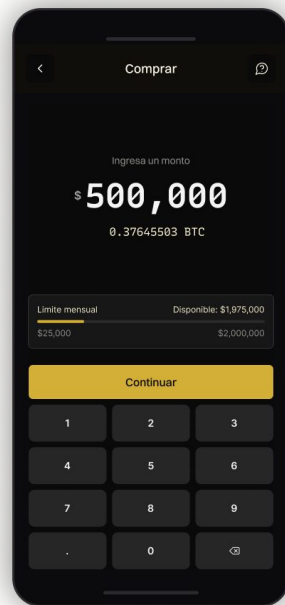 Comprar
Ingresa un monto
$500,000
0.37645503 BTC
Límite mensual Disponible: $1,975,000
$25,000 $2,000,000
Continuar
1 2 3
4 5 6
7 8 9
. 0